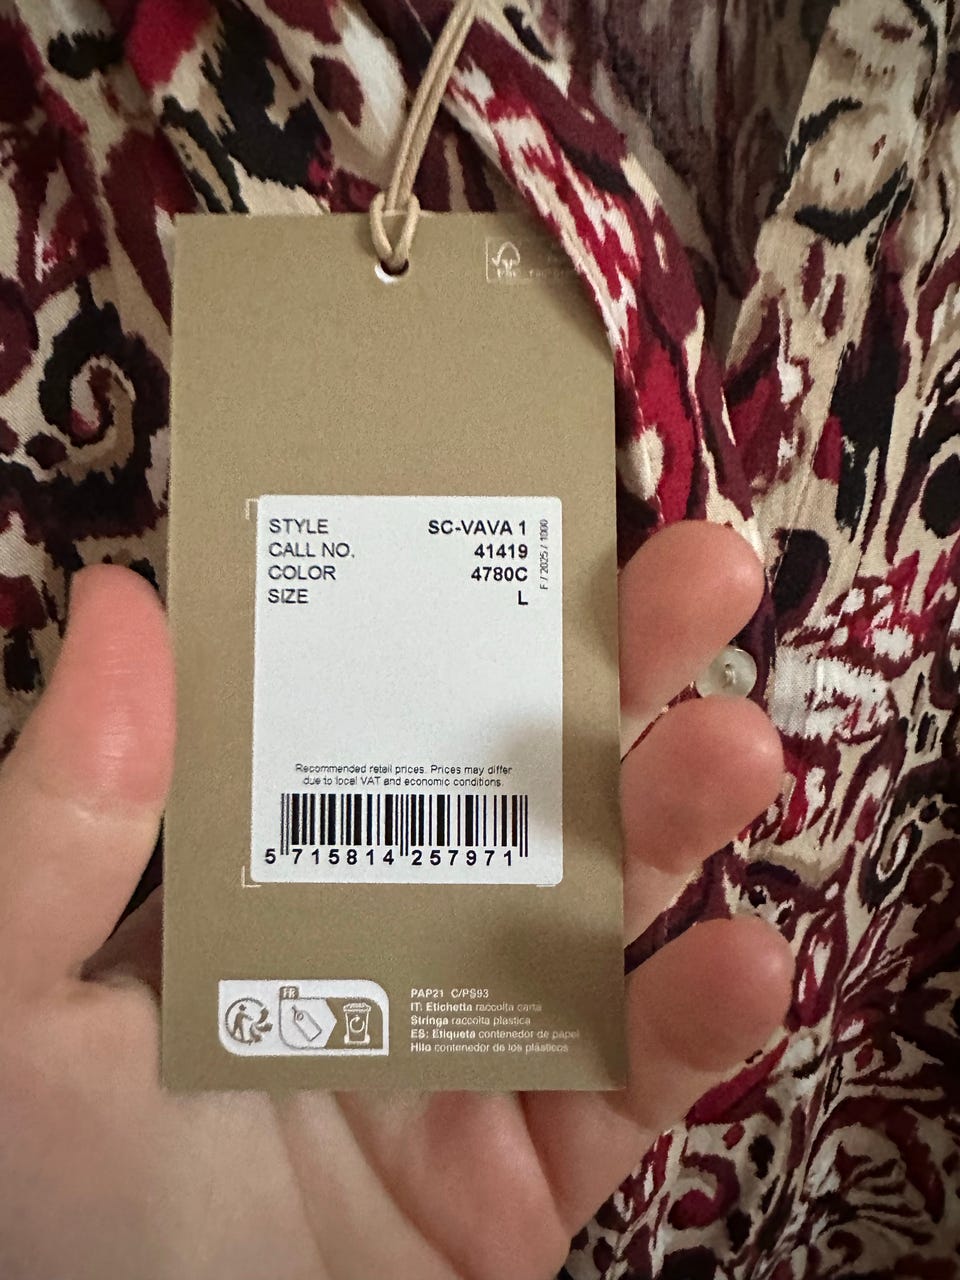 STYLE SC-VAVA 1
CALL NO. 41419
COLOR 4780C
SIZE L
F / 2025 / 1000
Recommended retail prices. Prices may differ
due to local VAT and economic conditions.
5 715814 257971
FR
PAP21 C/PS93
IT: Etichetta raccolta carta
Stringa raccolta plastica
ES: Etiqueta contenedor de papel
Hilo contenedor de los plásticos